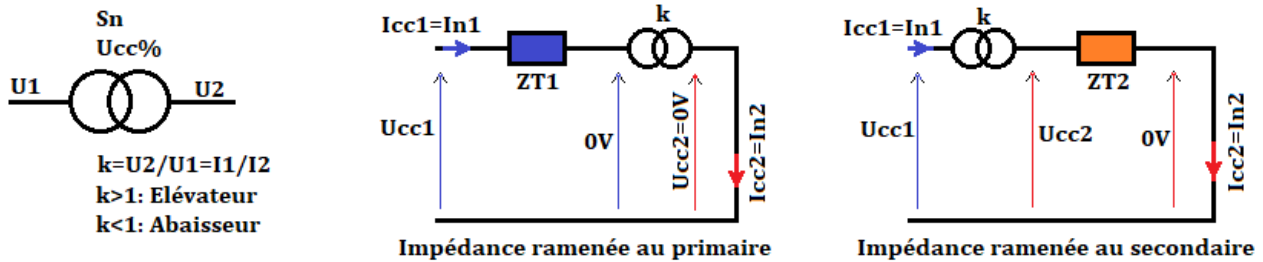 Sn
Ucc%
U1
U2
k=U2/U1=I1/I2
k>1: Elévateur
k<1: Abaisseur
Icc1=In1
k
ZT1
Ucc1
0V
Ucc2=0V
Icc2=In2
Impédance ramenée au primaire
Icc1=In1
k
ZT2
Ucc1
Ucc2
0V
Icc2=In2
Impédance ramenée au secondaire